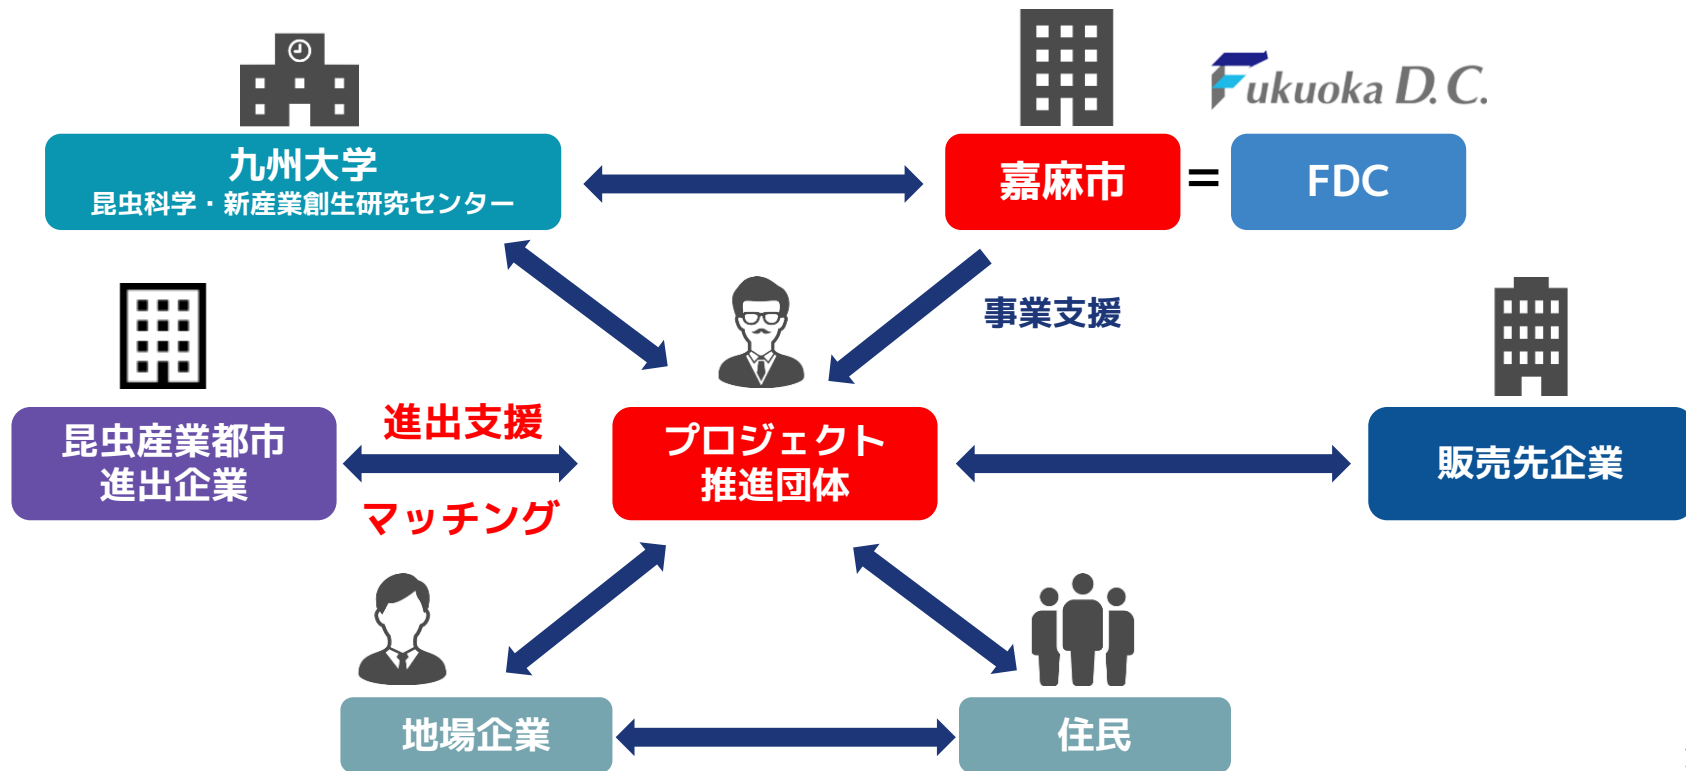 Fukuoka D.C.
九州大学
昆虫科学・新産業創生研究センター
嘉麻市
=
FDC
事業支援
昆虫産業都市
進出企業
進出支援
マッチング
プロジェクト
推進団体
販売先企業
地場企業
住民